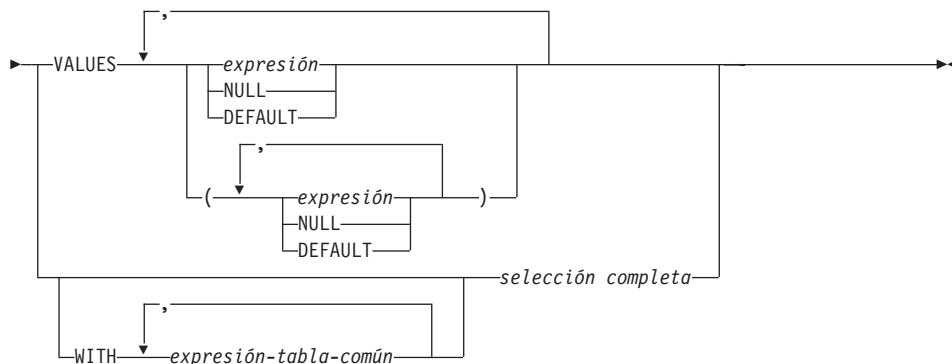 ,
VALUES expresión
NULL
DEFAULT
,
( expresión )
NULL
DEFAULT
selección completa
,
WITH expresión-tabla-común